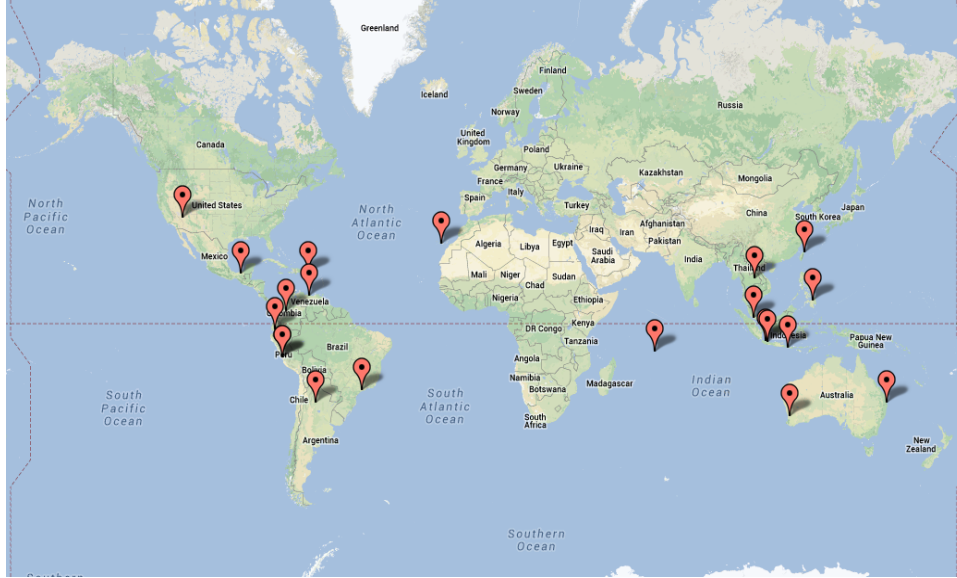 Greenland
Iceland
Finland
Sweden
Norway
Russia
Canada
United
Kingdom
Poland
Germany
Ukraine
Kazakhstan
France
Mongolia
Italy
Spain
North
Pacific
Ocean
United States
North
Atlantic
Ocean
Turkey
China
Japan
South Korea
Afghanistan
Iraq
Iran
Pakistan
Algeria
Libya
Egypt
Saudi
Arabia
Mexico
India
Thailand
Mali
Niger
Sudan
Chad
Nigeria
Ethiopia
Venezuela
Kenya
DR Congo
Tanzania
Papua New
Guinea
Brazil
Angola
Bolivia
Namibia
Botswana
Madagascar
Indian
Ocean
South
Pacific
Ocean
Chile
South
Atlantic
Ocean
Australia
South
Africa
Argentina
New
Zealand
Southern
Ocean
Southern